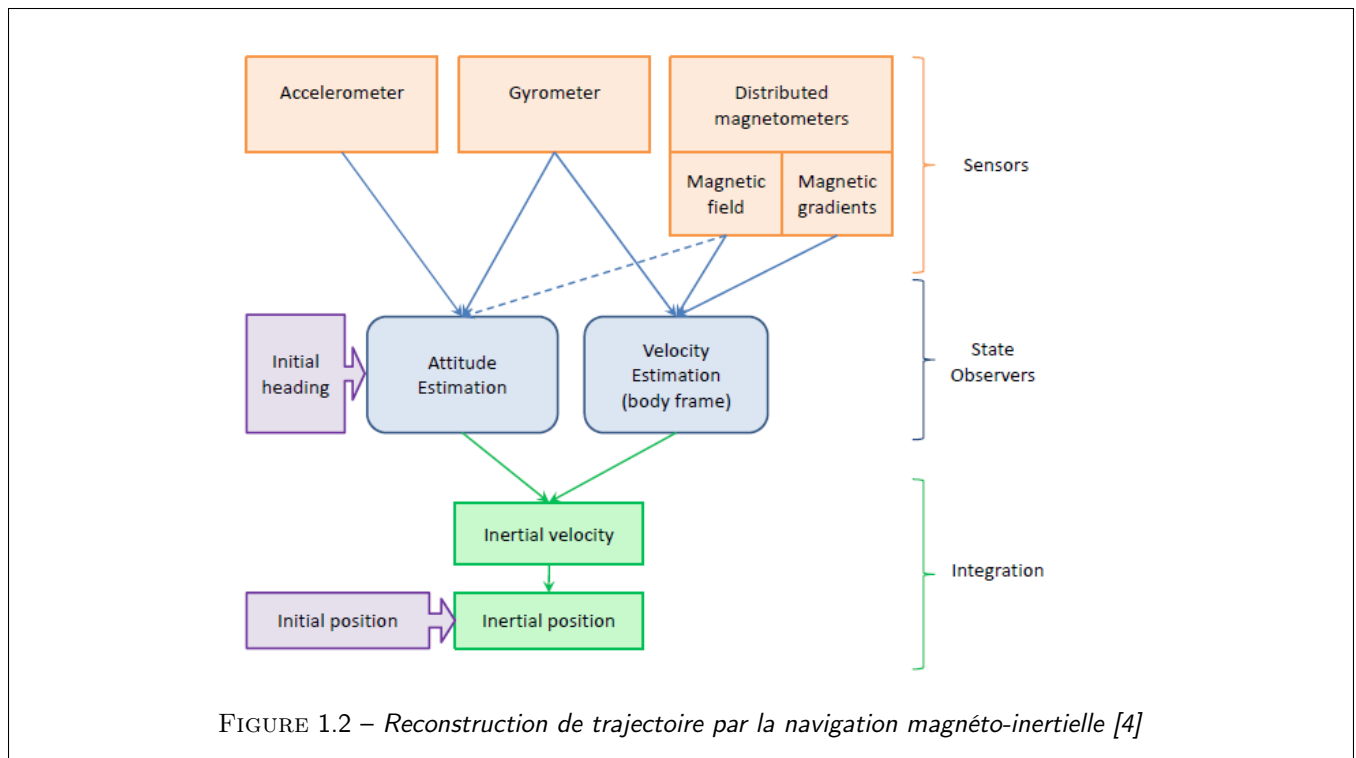 Accelerometer
Gyrometer
Distributed
magnetometers
Magnetic
field
Magnetic
gradients
Sensors
Initial
heading
Attitude
Estimation
Velocity
Estimation
(body frame)
State
Observers
Inertial velocity
Integration
Initial position
Inertial position
FIGURE 1.2 – Reconstruction de trajectoire par la navigation magnéto-inertielle [4]